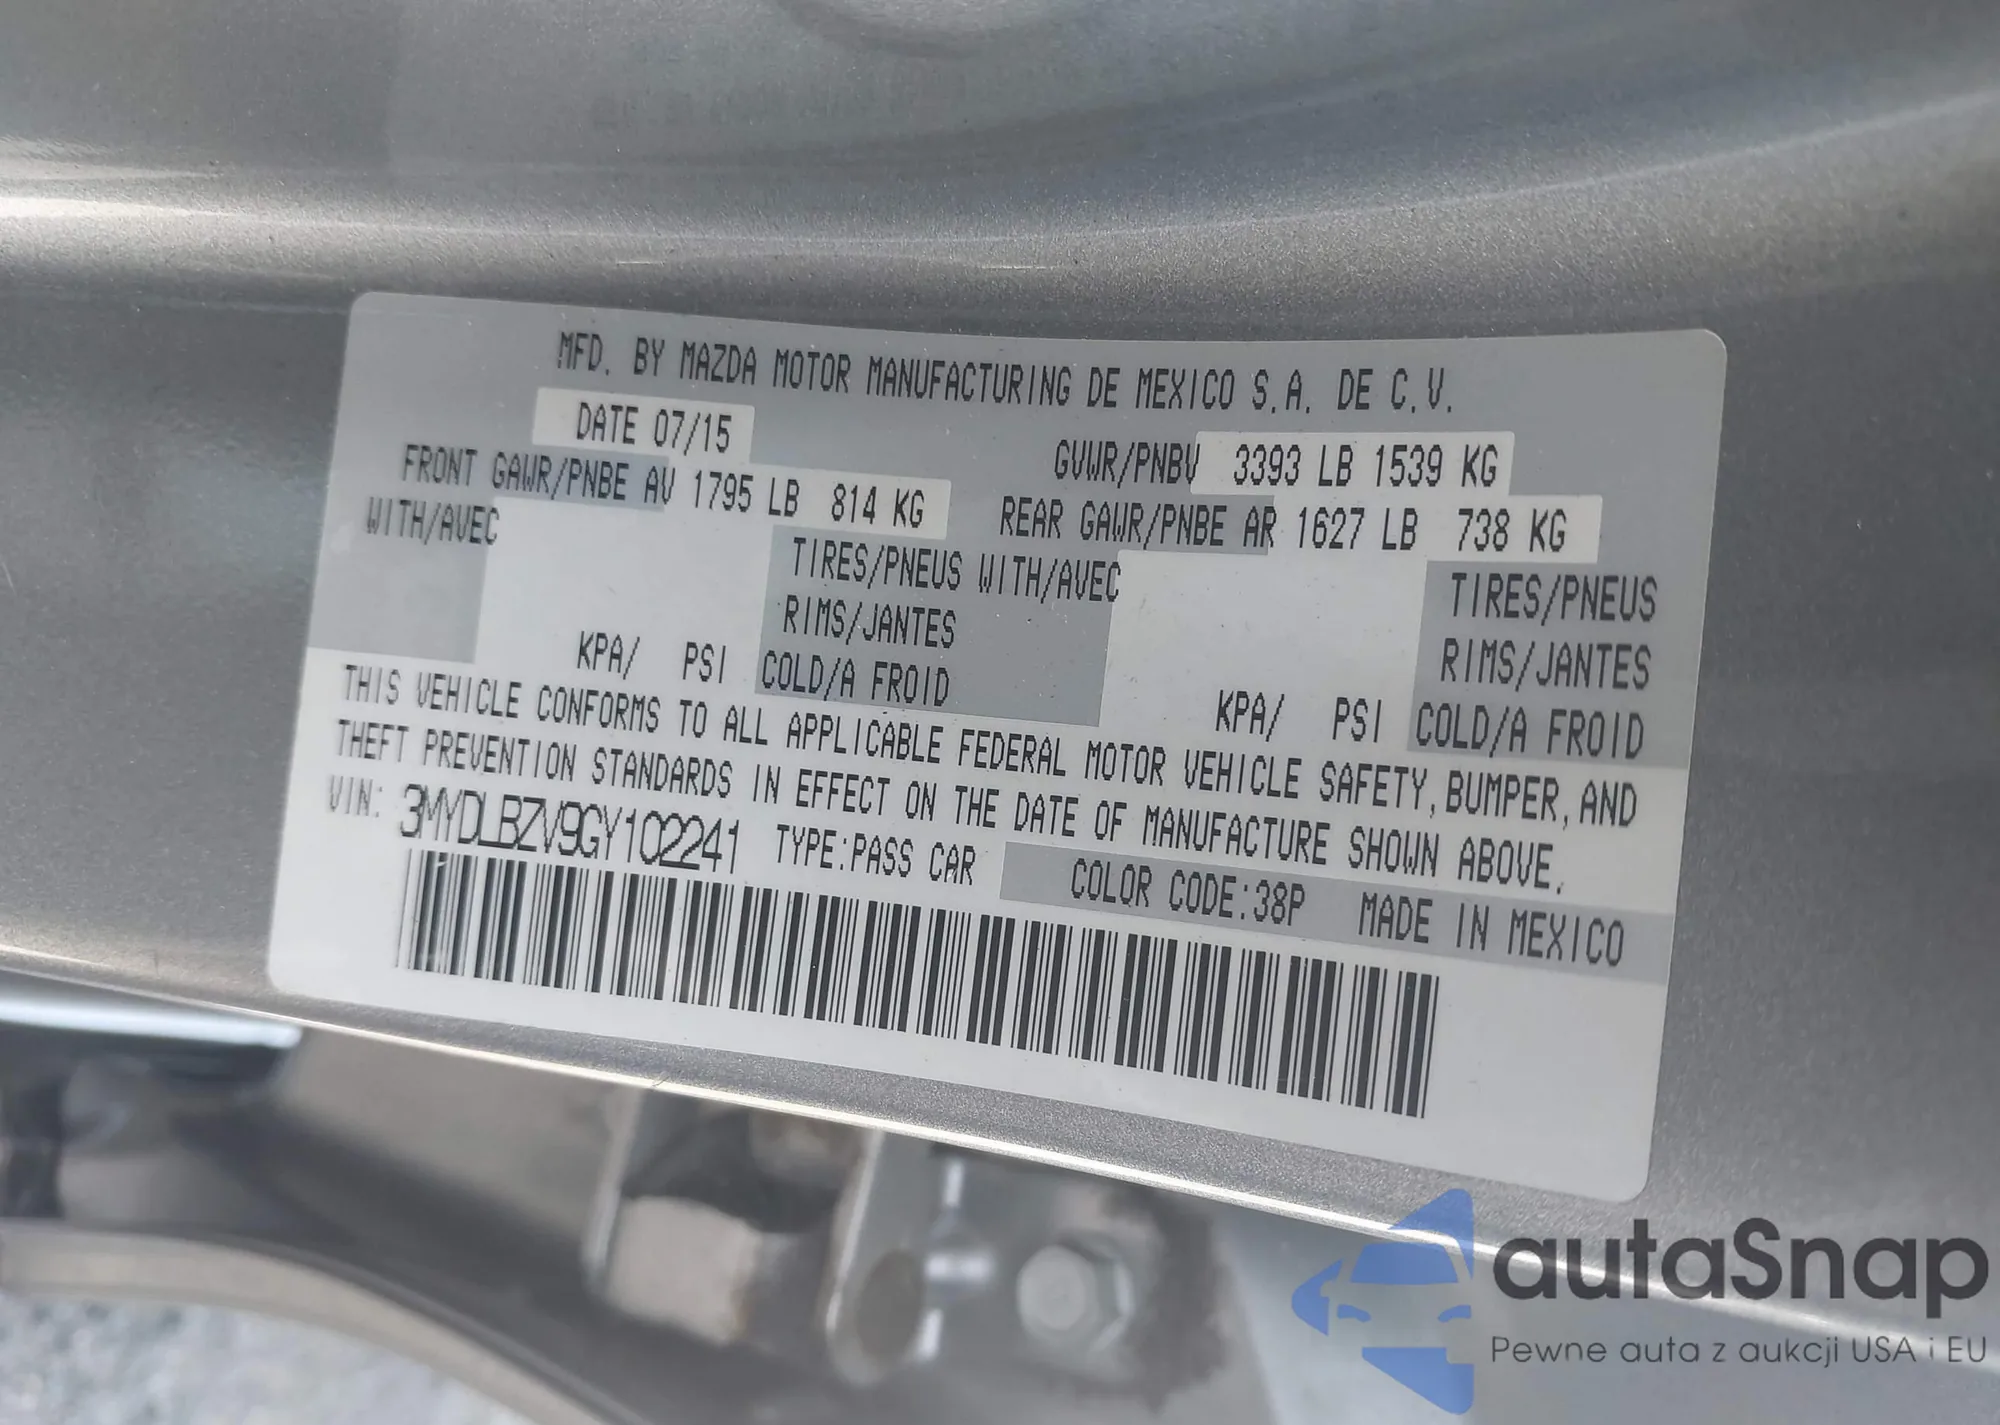 MFD. BY MAZDA MOTOR MANUFACTURING DE MEXICO S.A. DE C.V.
DATE 07/15
GVWR/PNBV 3393 LB 1539 KG
FRONT GAWR/PNBE AV 1795 LB 814 KG
REAR GAWR/PNBE AR 1627 LB 738 KG
WITH/AVEC
TIRES/PNEUS WITH/AVEC
TIRES/PNEUS
RIMS/JANTES
RIMS/JANTES
KPA/ PSI COLD/A FROID
KPA/ PSI COLD/A FROID
THIS VEHICLE CONFORMS TO ALL APPLICABLE FEDERAL MOTOR VEHICLE SAFETY, BUMPER, AND
THEFT PREVENTION STANDARDS IN EFFECT ON THE DATE OF MANUFACTURE SHOWN ABOVE.
VIN: 3MYDLBZV9GY102241 TYPE:PASS CAR
COLOR CODE:38P MADE IN MEXICO
autaSnap
Pewne auta z aukcji USA i EU